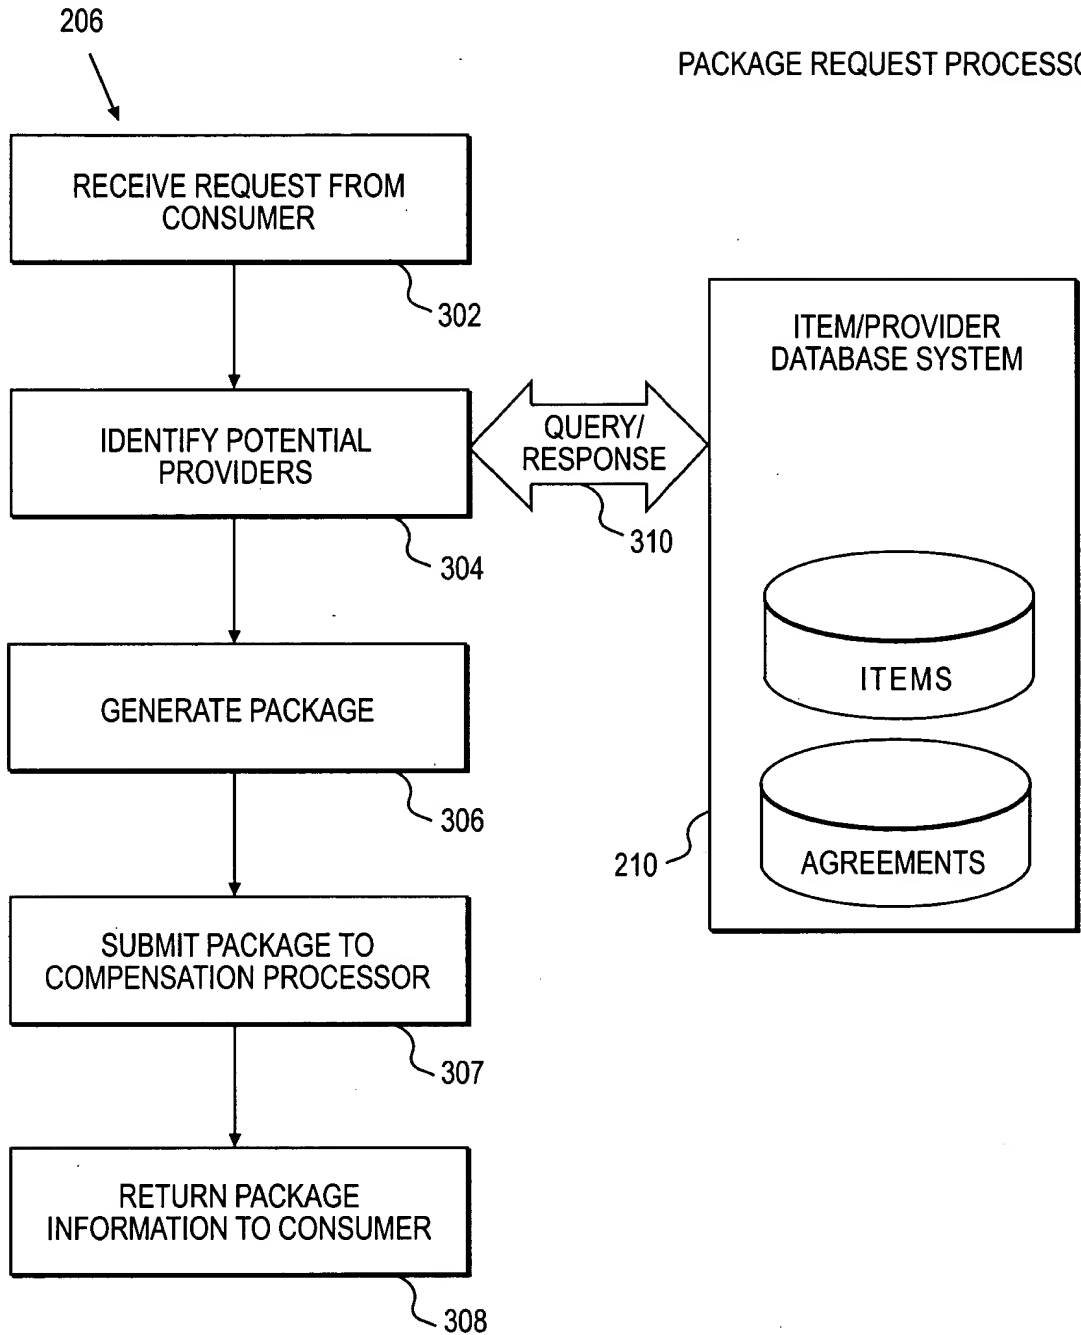 206
PACKAGE REQUEST PROCESSO
RECEIVE REQUEST FROM
CONSUMER
302
ITEM/PROVIDER
DATABASE SYSTEM
IDENTIFY POTENTIAL
PROVIDERS
QUERY/
RESPONSE
310
304
ITEMS
GENERATE PACKAGE
306
AGREEMENTS
210
SUBMIT PACKAGE TO
COMPENSATION PROCESSOR
307
RETURN PACKAGE
INFORMATION TO CONSUMER
308